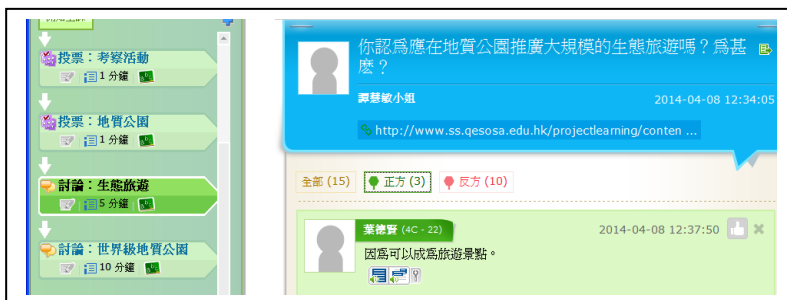 投票：考察活動
1 分鐘
投票：地質公園
1 分鐘
討論：生態旅遊
5 分鐘
討論：世界級地質公園
10 分鐘
你認爲應在地質公園推廣大規模的生態旅遊嗎？爲甚
麽？
譚慧敏小姐
2014-04-08 12:34:05
http://www.ss.qesosa.edu.hk/projectlearning/conten ...
全部 (15)
正方 (3)
反方 (10)
葉德賢 (4C - 22)
2014-04-08 12:37:50
因爲可以成爲旅遊景點。